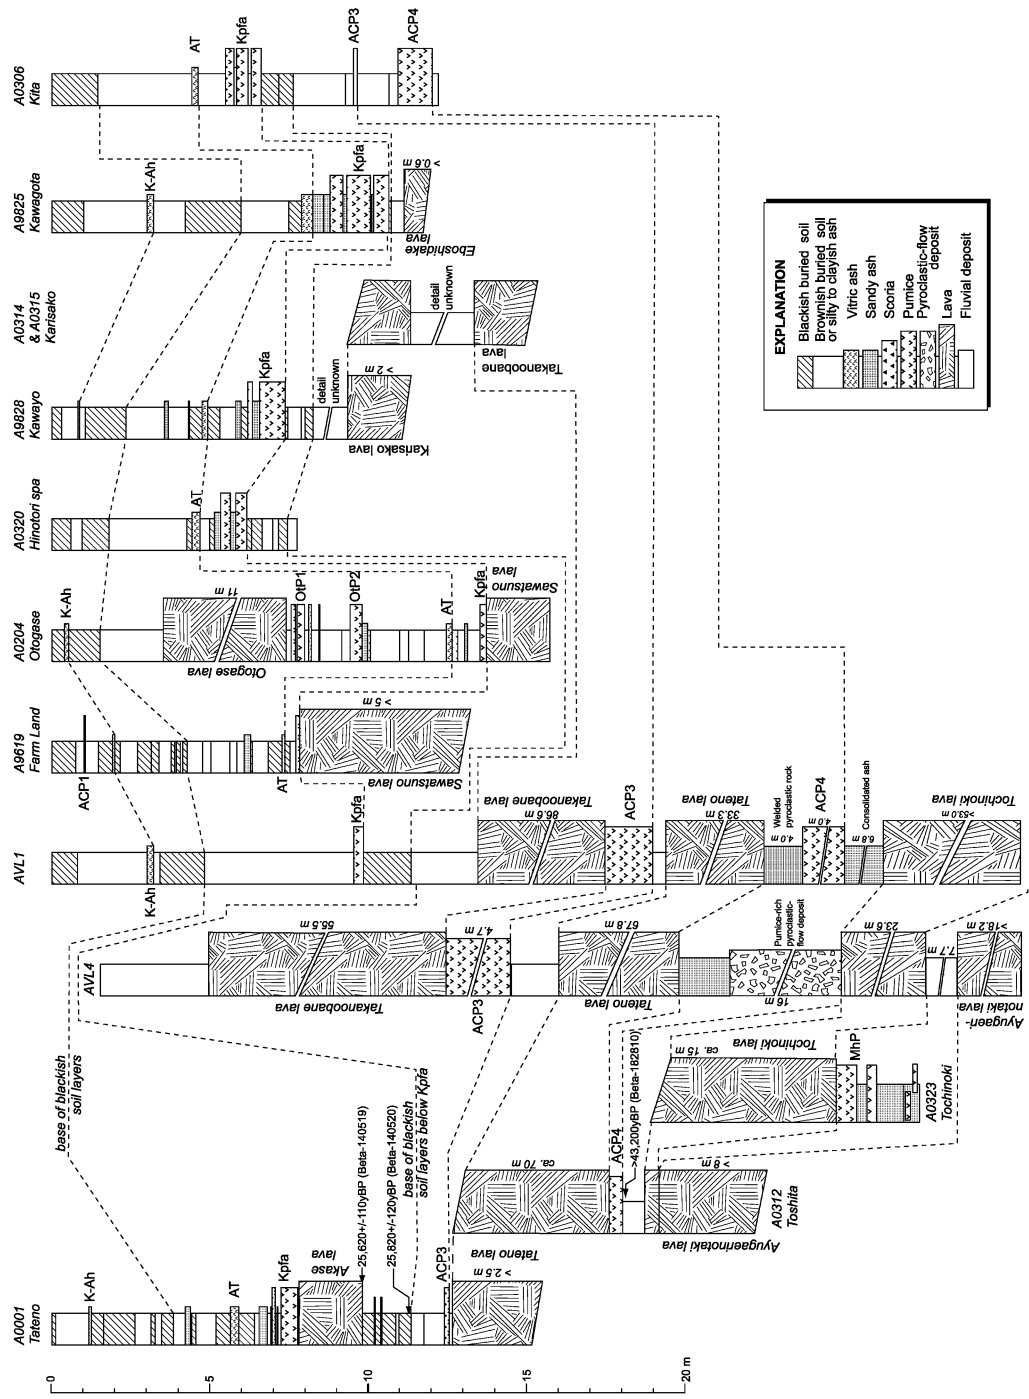 A0306
Kita
AT
Kpfa
ACP3
ACP4
A9825
Kawagota
K-Ah
Kpfa
> 0.6 m
Eboshidake
lava
A0314
& A0315
Karisako
detail
unknown
Takanoobane
lava
A9828
Kawayo
Kpfa
detail
unknown
> 2 m
Karisako lava
A0320
Hinotori spa
AT
A0204
Otogase
K-Ah
11 m
Otogase lava
OtP1
OtP2
AT
Kpfa
Sawatsuno
lava
A9619
Farm Land
ACP1
AT
> 5 m
Sawatsuno lava
AVL1
K-Ah
Kpfa
Takanoobane lava
86.6 m
ACP3
Tateno lava
33.3 m
Welded
pyroclastic rock
4.0 m
ACP4
4.0 m
Consolidated ash
6.8 m
Tochinoki lava
>53.0 m
AVL4
55.5 m
Takanoobane lava
4.7 m
ACP3
67.8 m
Tateno lava
Pumice-rich
pyroclastic-
flow deposit
16 m
23.6 m
7.7 m
>18.2 m
Ayugaeri-
notaki lava
Tochinoki lava
ca. 15 m
MhP
A0323
Tochinoki
ACP4
>43,200yBP (Beta-182810)
ca. 70 m
> 8 m
Ayugaerinotaki lava
A0312
Toshita
base of blackish
soil layers
A0001
Tateno
K-Ah
AT
Kpfa
Akase
lava
25,620+/-110yBP (Beta-140519)
25,820+/-120yBP (Beta-140520)
base of blackish
soil layers below Kpfa
ACP3
Tateno lava
> 2.5 m
0
5
10
15
20 m
EXPLANATION
Blackish buried soil
Brownish buried soil
or silty to clayish ash
Vitric ash
Sandy ash
Scoria
Pumice
Pyroclastic-flow
deposit
Lava
Fluvial deposit